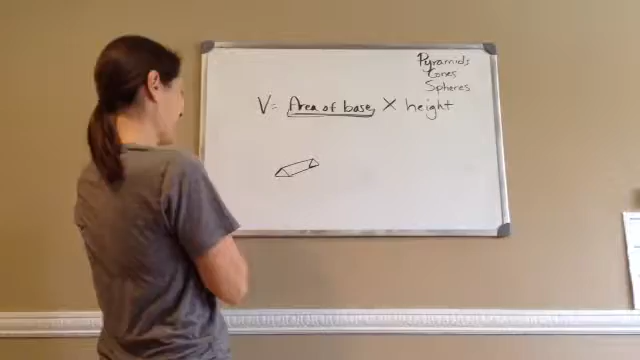 Pyramids
Cones
Spheres
V = Area of base × height